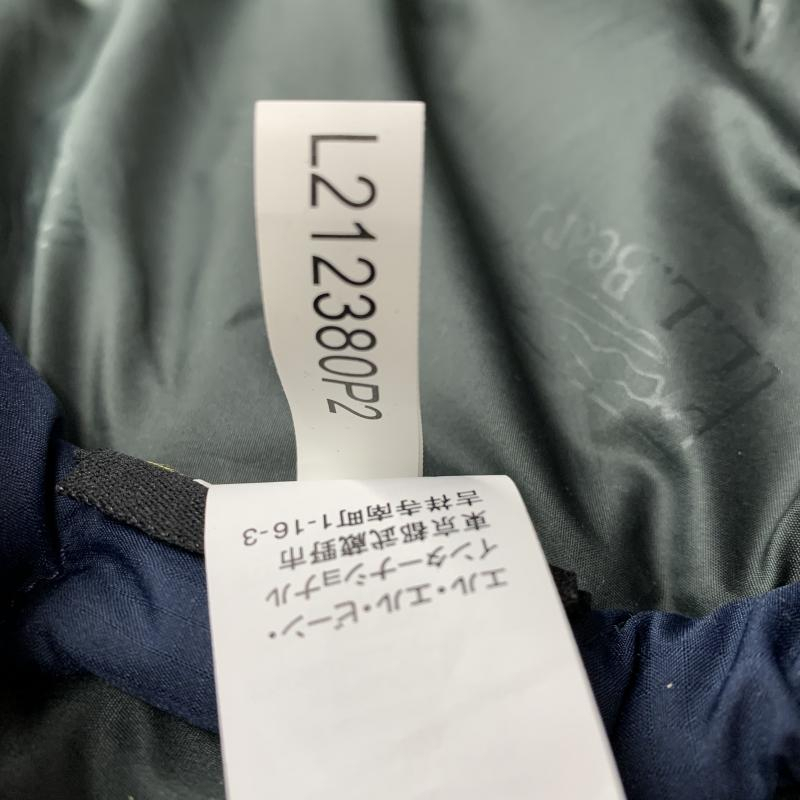 L212380P2
エル・エル・ビーン・
インターナショナル
東京都武蔵野市
吉祥寺南町1-16-3
L.L.Bean